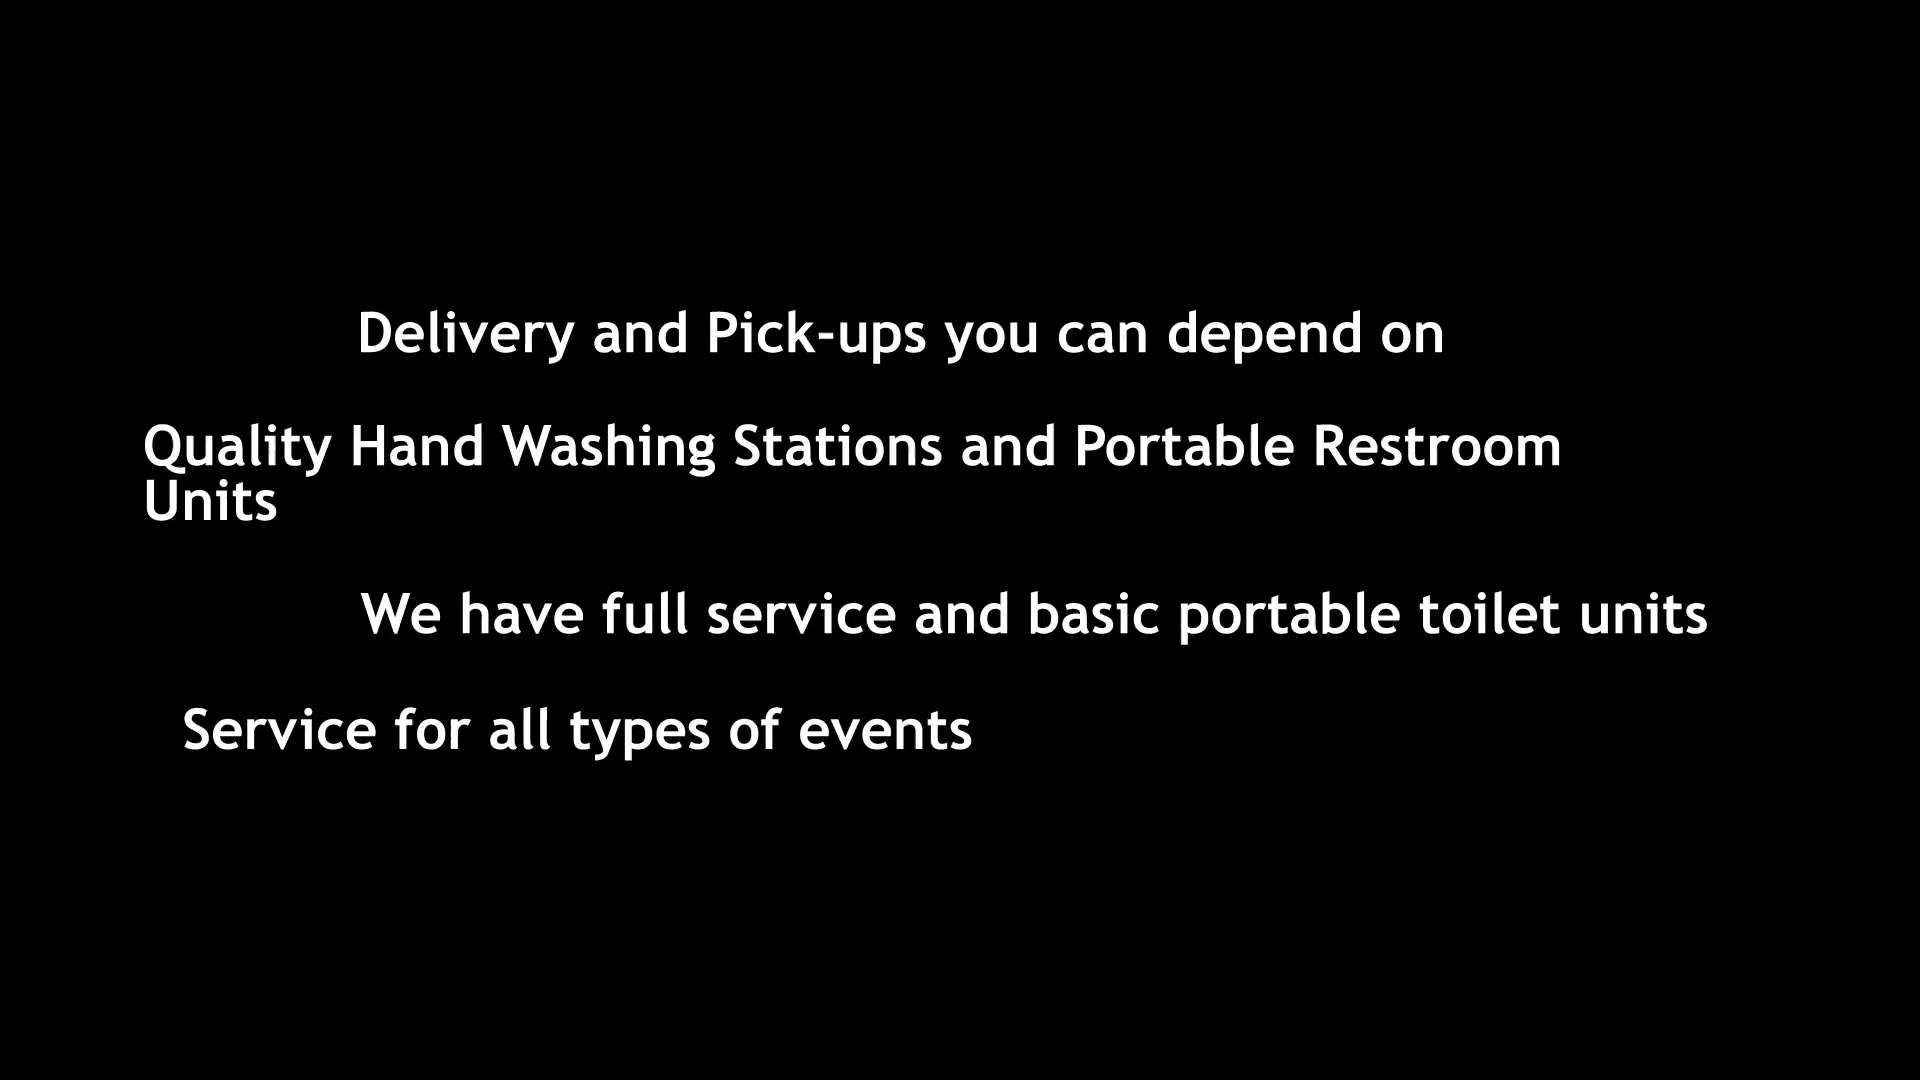 Delivery and Pick-ups you can depend on
Quality Hand Washing Stations and Portable Restroom
Units
We have full service and basic portable toilet units
Service for all types of events